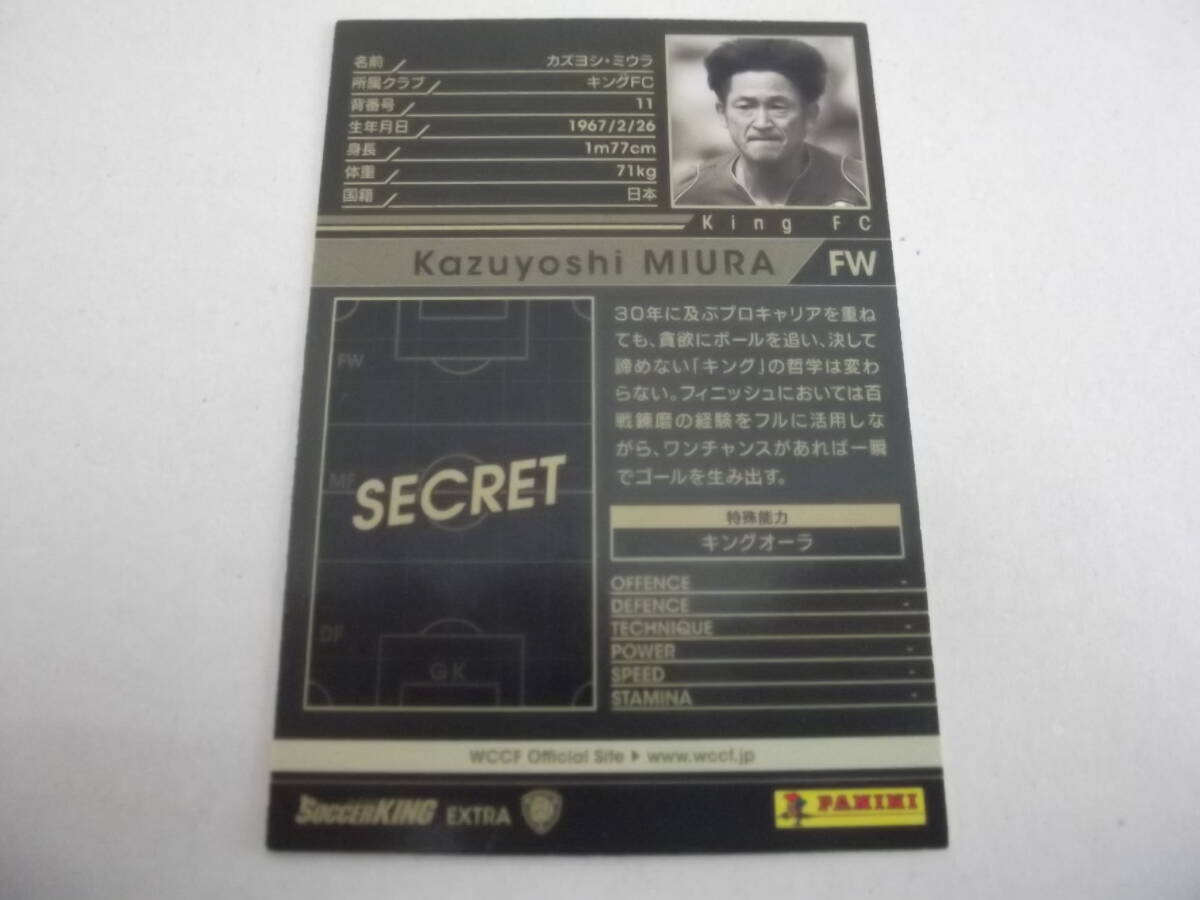 名前 カズヨシ・ミウラ
所属クラブ キングFC
背番号 11
生年月日 1967/2/26
身長 1m77cm
体重 71kg
国籍 日本
King FC
Kazuyoshi MIURA FW
30年に及ぶプロキャリアを重ね
ても、貪欲にボールを追い、決して
諦めない「キング」の哲学は変わ
らない。フィニッシュにおいては百
戦錬磨の経験をフルに活用しな
がら、ワンチャンスがあれば一瞬
でゴールを生み出す。
FW
MF
SECRET
DF
GK
特殊能力
キングオーラ
OFFENCE -
DEFENCE -
TECHNIQUE -
POWER -
SPEED -
STAMINA -
WCCF Official Site ▶ www.wccf.jp
SOCCERKING EXTRA
PANINI